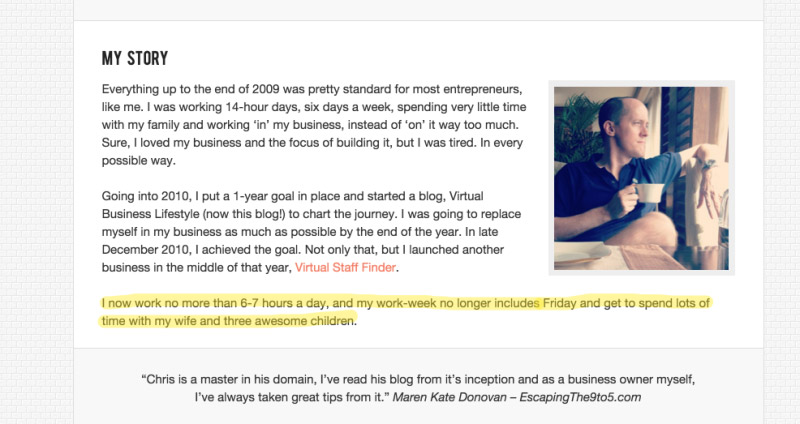 MY STORY
Everything up to the end of 2009 was pretty standard for most entrepreneurs,
like me. I was working 14-hour days, six days a week, spending very little time
with my family and working ‘in’ my business, instead of ‘on’ it way too much.
Sure, I loved my business and the focus of building it, but I was tired. In every
possible way.
Going into 2010, I put a 1-year goal in place and started a blog, Virtual
Business Lifestyle (now this blog!) to chart the journey. I was going to replace
myself in my business as much as possible by the end of the year. In late
December 2010, I achieved the goal. Not only that, but I launched another
business in the middle of that year, Virtual Staff Finder.
I now work no more than 6-7 hours a day, and my work-week no longer includes Friday and get to spend lots of
time with my wife and three awesome children.
“Chris is a master in his domain, I’ve read his blog from it’s inception and as a business owner myself,
I’ve always taken great tips from it.” Maren Kate Donovan – EscapingThe9to5.com